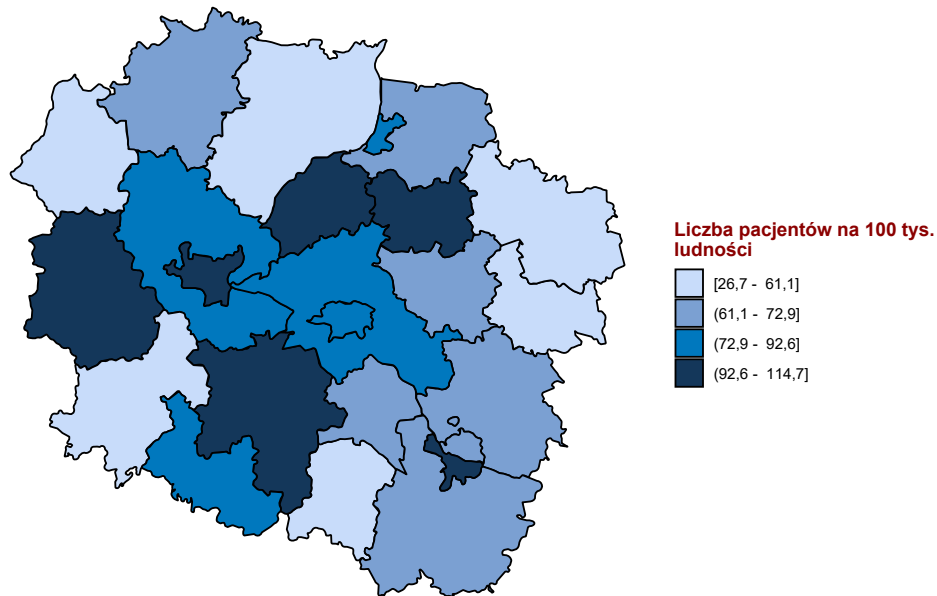 Liczba pacjentów na 100 tys.
ludności
[26,7 - 61,1]
(61,1 - 72,9]
(72,9 - 92,6]
(92,6 - 114,7]